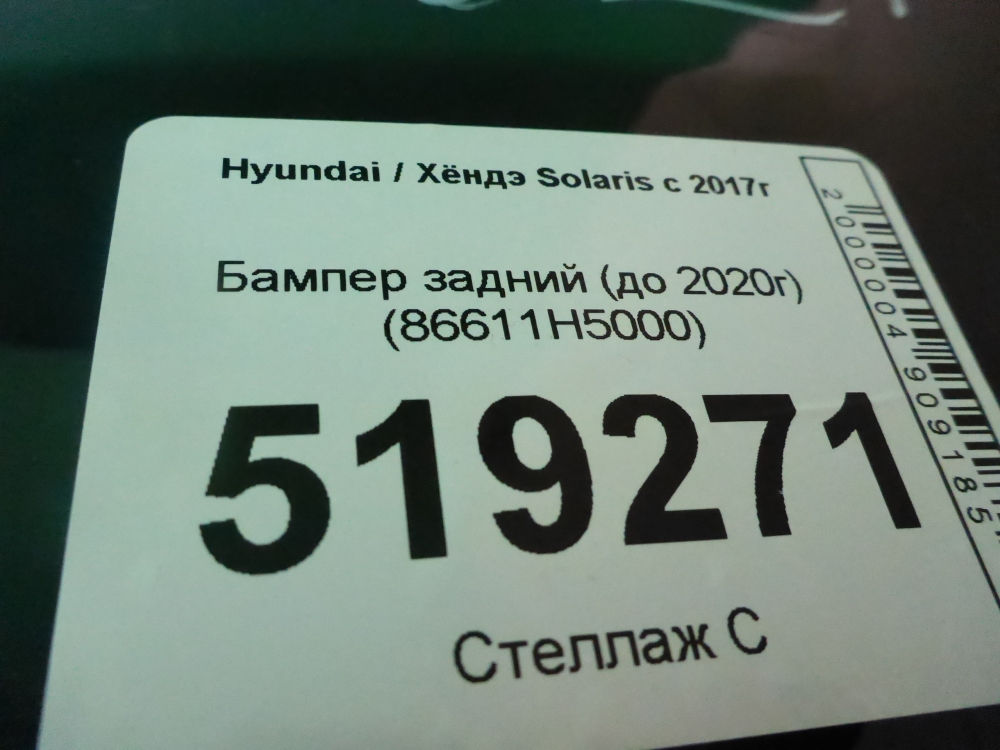 Hyundai / Хёндэ Solaris с 2017г
Бампер задний (до 2020г)
(86611H5000)
519271
Стеллаж С
2000004909185